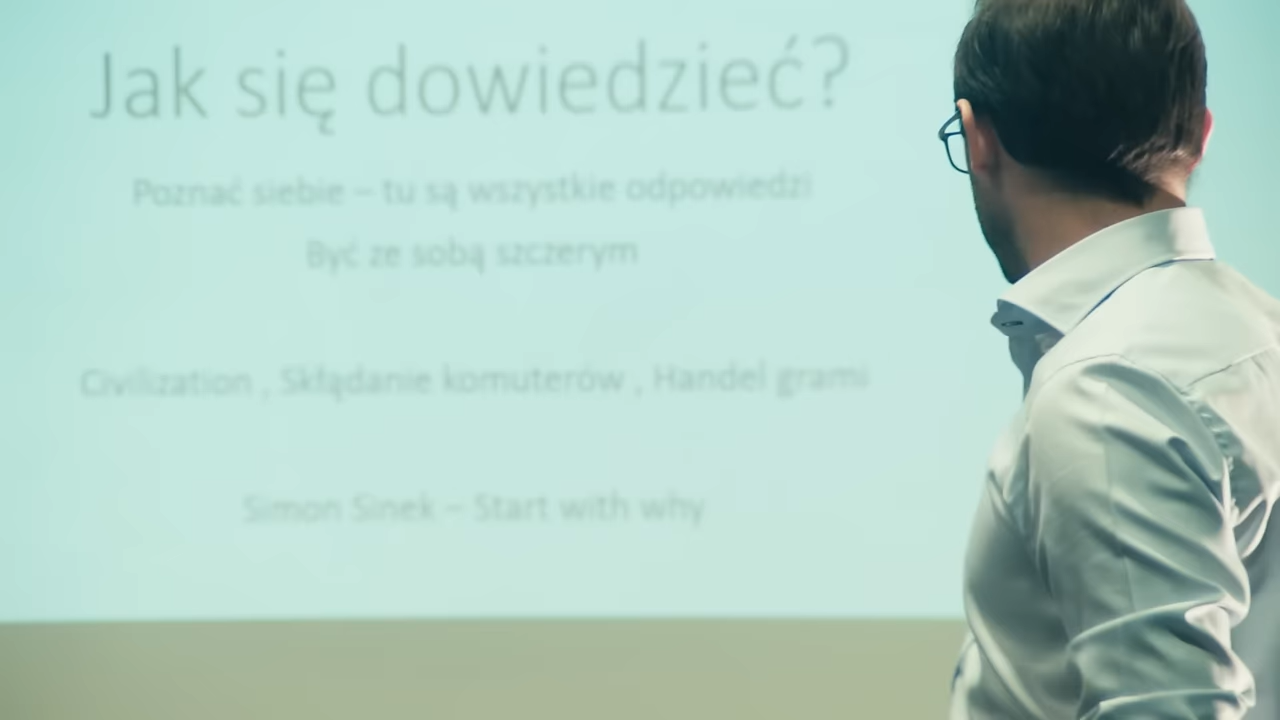 Jak się dowiedzieć?
Poznać siebie – tu są wszystkie odpowiedzi
Być ze sobą szczerym
Civilization , Skłądanie komuterów , Handel grami
Simon Sinek – Start with why